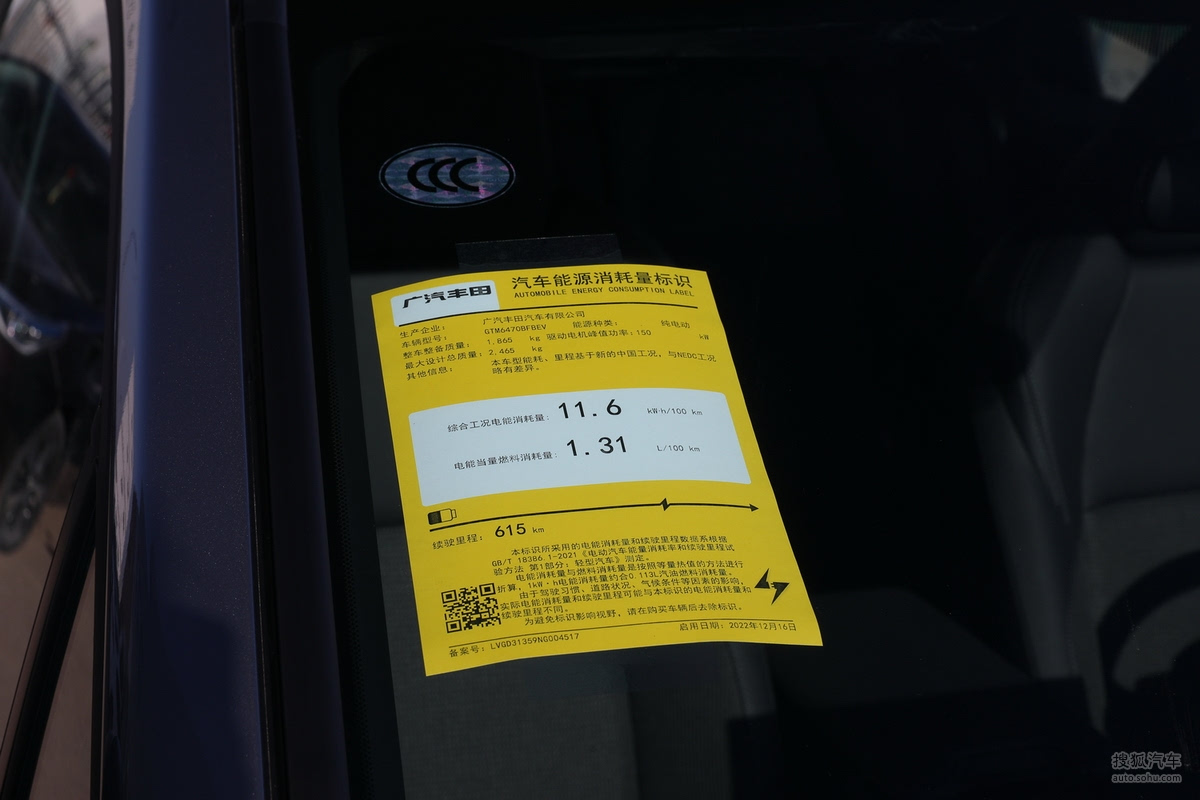 CCC
广汽丰田
汽车能源消耗量标识
AUTOMOBILE ENERGY CONSUMPTION LABEL
生产企业: 广汽丰田汽车有限公司
车辆型号: GTM6470BFBEV 能源种类: 纯电动
整车整备质量: 1,865 kg 驱动电机峰值功率:150 kW
最大设计总质量: 2,465 kg
其他信息: 本车型能耗、里程基于新的中国工况，与NEDC工况
略有差异。
综合工况电能消耗量: 11.6 kW·h/100 km
电能当量燃料消耗量: 1.31 L/100 km
续驶里程: 615 km
本标识所采用的电能消耗量和续驶里程数据系根据
GB/T 18386.1-2021《电动汽车能量消耗率和续驶里程试
验方法 第1部分: 轻型汽车》测定。
电能消耗量与燃料消耗量是按照等量热值的方法进行
折算，1kW·h电能消耗量约合0.113L汽油燃料消耗量。
由于驾驶习惯、道路状况、气候条件等因素的影响，
实际电能消耗量和续驶里程可能与本标识的电能消耗量和
续驶里程不同。
为避免标识影响视野，请在购买车辆后去除标识。
备案号: LVGD31359NG004517 启用日期: 2022年12月16日
搜狐汽车
auto.sohu.com